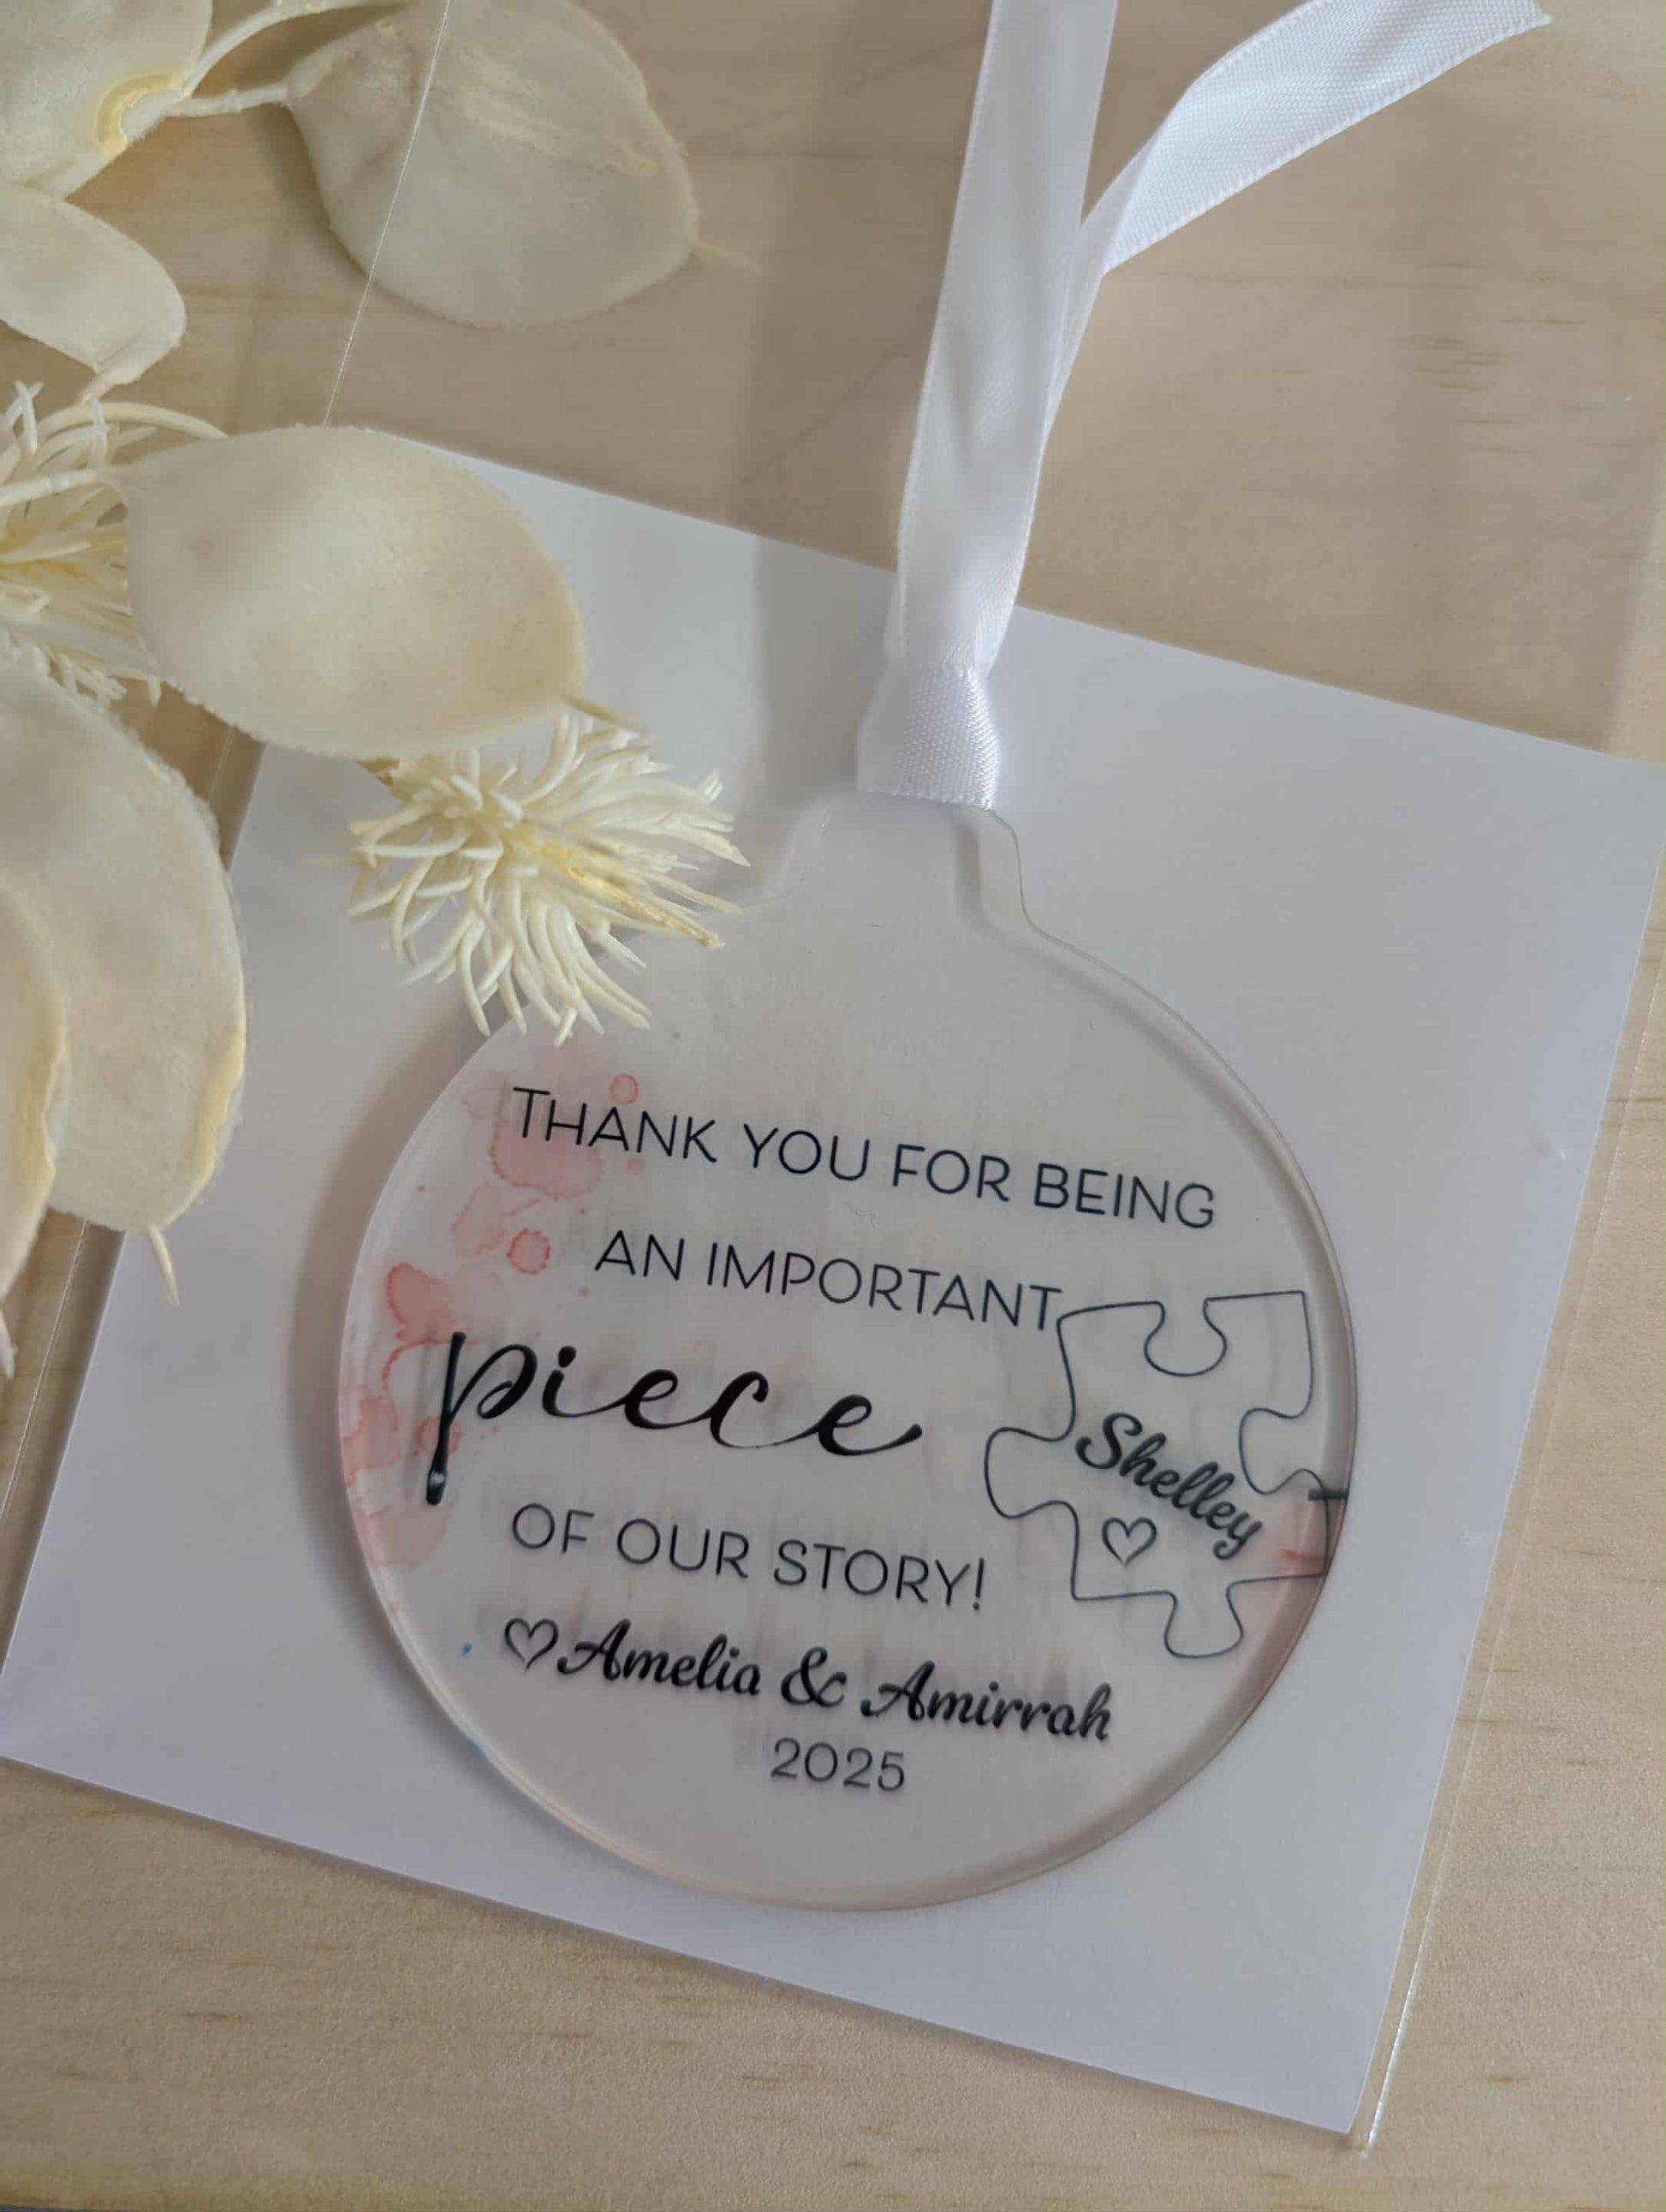 THANK YOU FOR BEING
AN IMPORTANT
piece
Shelley
OF OUR STORY!
♡Amelia & Amirrah
2025